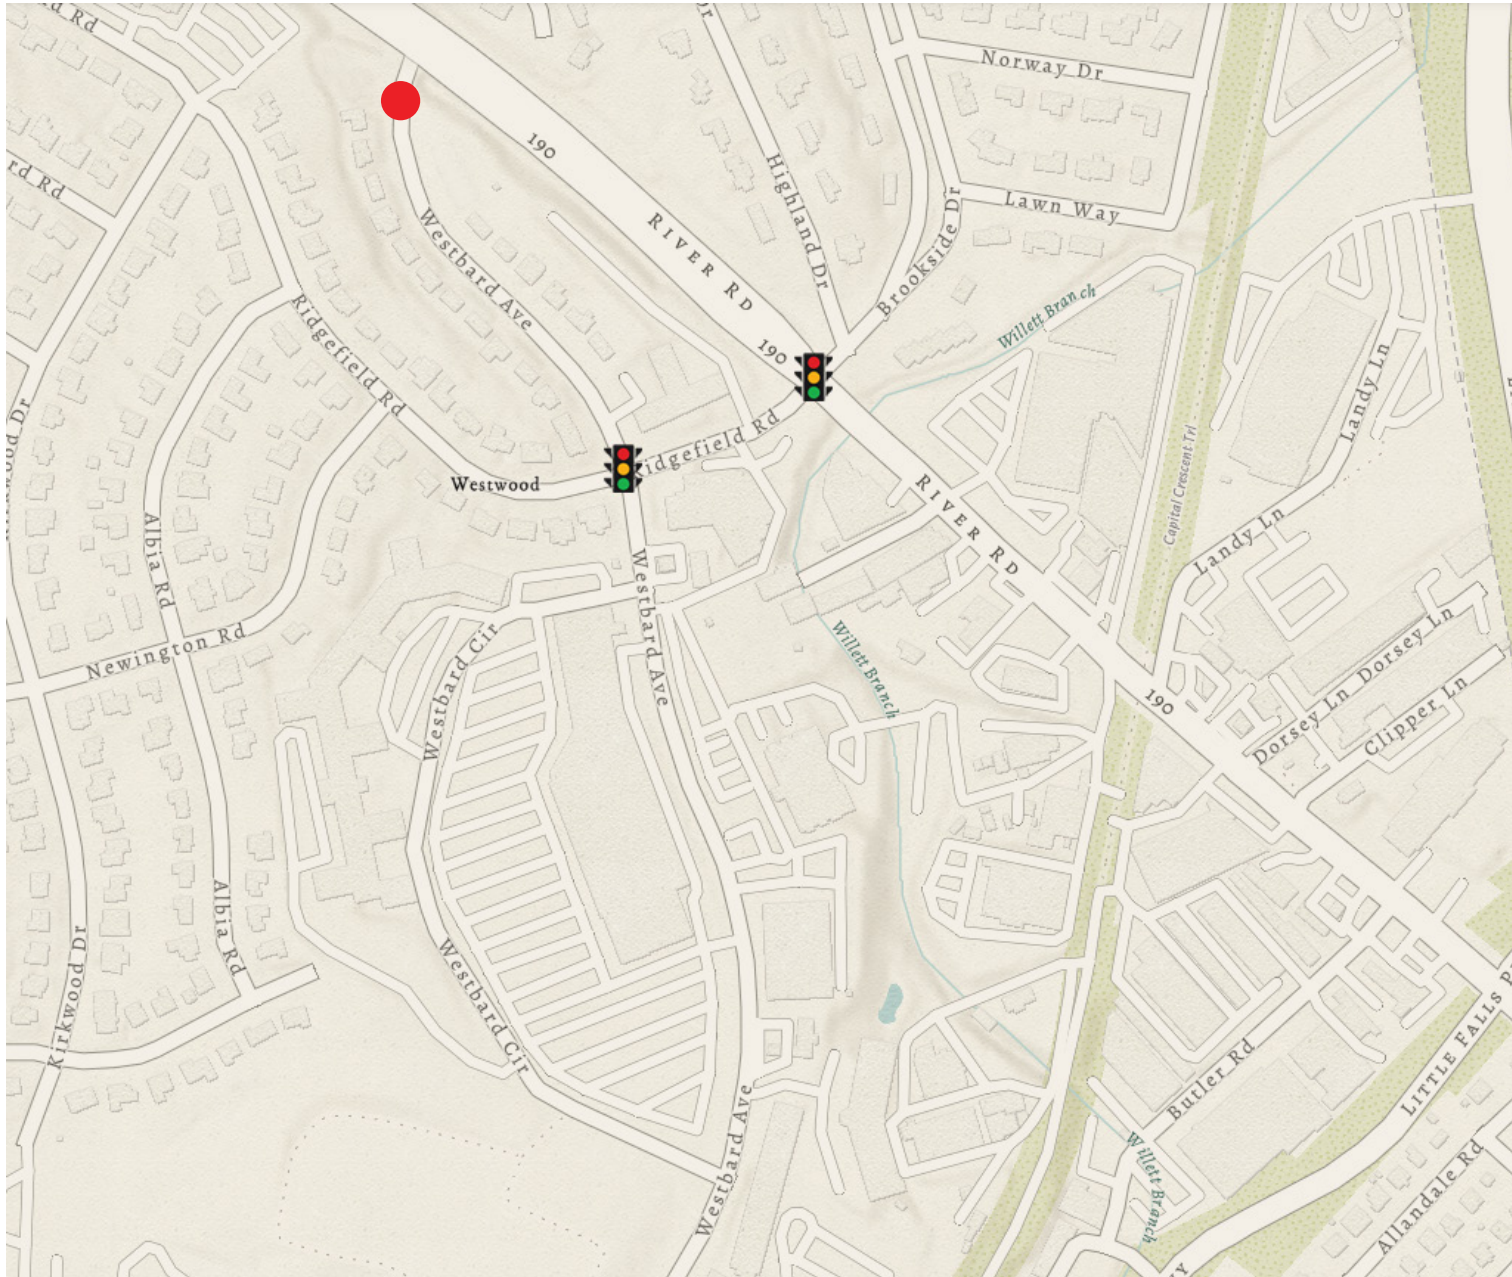 Norway Dr
190
rd Rd
Highland Dr
Lawn Way
Brookside Dr
Westbard Ave
RIVER RD
Willett Branch
Ridgefield Rd
190
Landy Ln
Ridgefield Rd
Westwood
Capital Crescent Trl
RIVER RD
Landy Ln
Albia Rd
Westbard Ave
Newington Rd
Westbard Cir
Willett Branch
Dorsey Ln
Dorsey Ln
Clipper Ln
190
Albia Rd
Kirkwood Dr
Westbard Cir
Butler Rd
LITTLE FALLS
Westbard Ave
Willett Branch
Allandale Rd